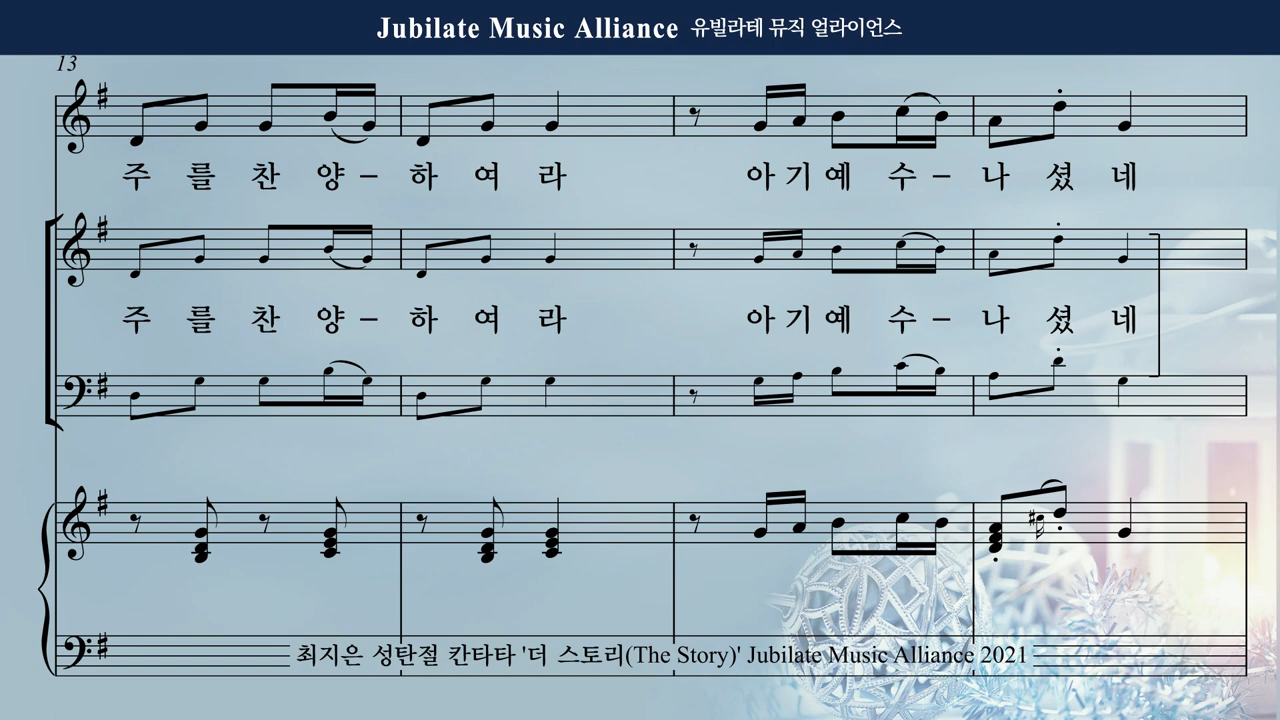 Jubilate Music Alliance 유빌라테 뮤직 얼라이언스
13
주 를 찬 양 – 하 여 라 아 기 예 수 – 나 셨 네
주 를 찬 양 – 하 여 라 아 기 예 수 – 나 셨 네
최지은 성탄절 칸타타 '더 스토리(The Story)' Jubilate Music Alliance 2021